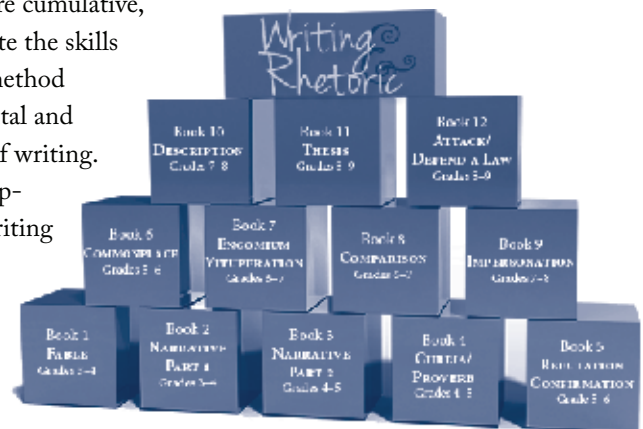 re cumulative,
te the skills
nethod
tal and
f writing.
p-
riting
Writing
Rhetoric
Book 10
DESCRIPTION
Grades 7–8
Book 11
THESIS
Grades 8–9
Book 12
ATTACK/
DEFEND A LAW
Grades 8–9
Book 6
COMMONPLACE
Grades 5–6
Book 7
ENCOMIUM
VITUPERATION
Grades 6–7
Book 8
COMPARISON
Grades 6–7
Book 9
IMPERSONATION
Grades 7–8
Book 1
FABLE
Grades 3–4
Book 2
NARRATIVE
PART 1
Grades 3–4
Book 3
NARRATIVE
PART 2
Grades 4–5
Book 4
CHREIA/
PROVERB
Grades 4–5
Book 5
REFUTATION
CONFIRMATION
Grade 5–6